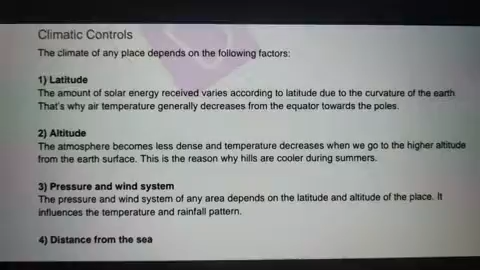 Climatic Controls
The climate of any place depends on the following factors:
1) Latitude
The amount of solar energy received varies according to latitude due to the curvature of the earth.
That's why air temperature generally decreases from the equator towards the poles.
2) Altitude
The atmosphere becomes less dense and temperature decreases when we go to the higher altitude
from the earth surface. This is the reason why hills are cooler during summers.
3) Pressure and wind system
The pressure and wind system of any area depends on the latitude and altitude of the place. It
influences the temperature and rainfall pattern.
4) Distance from the sea